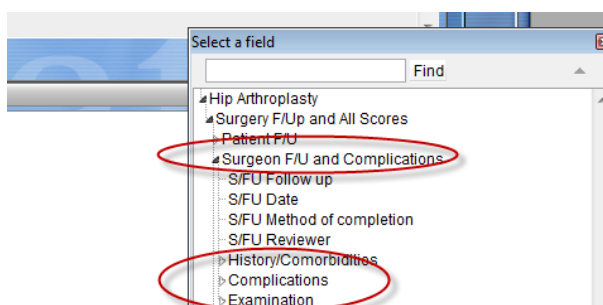 Select a field
Find
Hip Arthroplasty
Surgery F/Up and All Scores
Patient F/U
Surgeon F/U and Complications
S/FU Follow up
S/FU Date
S/FU Method of completion
S/FU Reviewer
History/Comorbidities
Complications
Examination